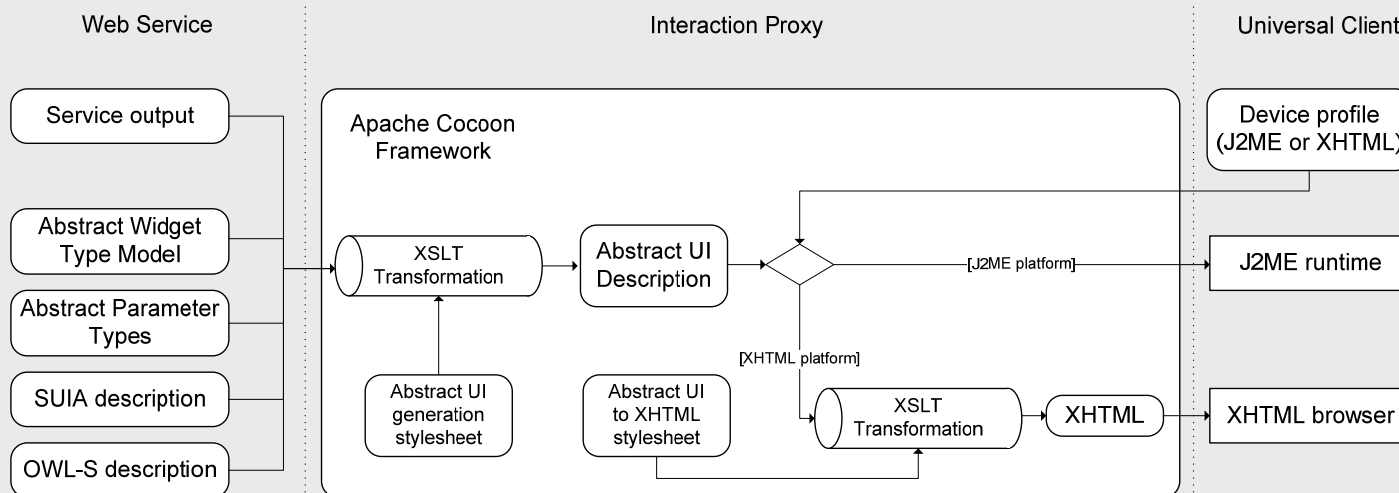 Web Service
Interaction Proxy
Universal Client
Service output
Abstract Widget
Type Model
Abstract Parameter
Types
SUIA description
OWL-S description
Apache Cocoon
Framework
XSLT
Transformation
Abstract UI
Description
Abstract UI
generation
stylesheet
Abstract UI
to XHTML
stylesheet
[J2ME platform]
[XHTML platform]
XSLT
Transformation
XHTML
Device profile
(J2ME or XHTML)
J2ME runtime
XHTML browser